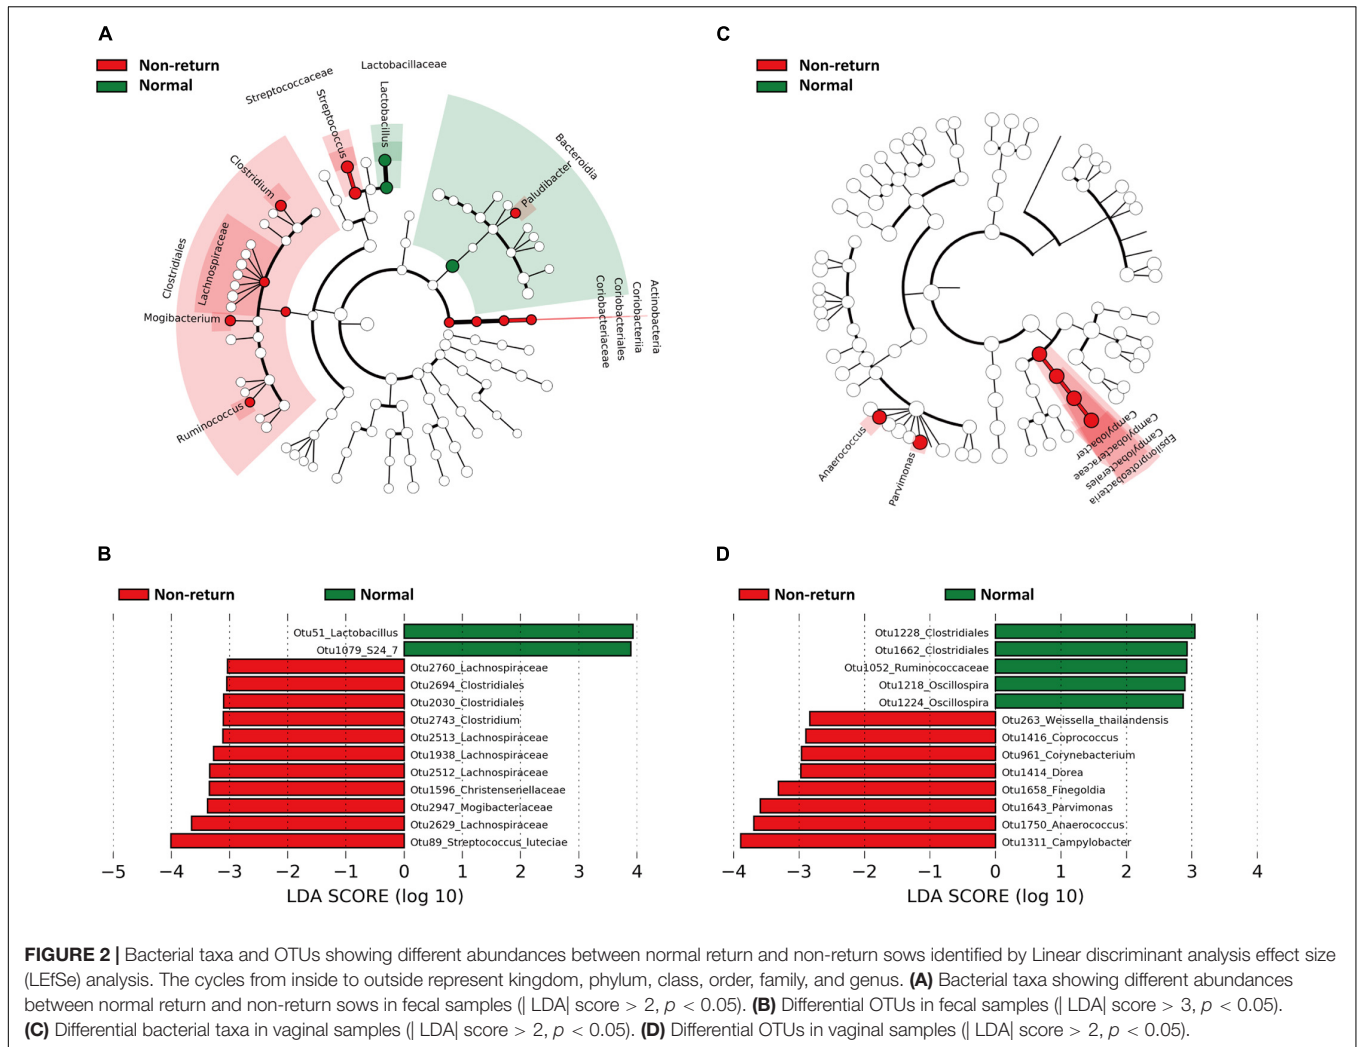 A
Non-return
Normal
Streptococcaceae
Lactobacillaceae
Streptococcus
Lactobacillus
Bacteroidia
Paludibacter
Clostridium
Clostridiales
Lachnospiraceae
Mogibacterium
Ruminococcus
Coriobacteriaceae
Coriobacteriales
Coriobacteriia
Actinobacteria
C
Non-return
Normal
Anaerococcus
Parvimonas
Campylobacter
Campylobacteraceae
Campylobacterales
Epsilonproteobacteria
B
Non-return
Normal
Otu51_Lactobacillus
Otu1079_S24_7
Otu2760_Lachnospiraceae
Otu2694_Clostridiales
Otu2030_Clostridiales
Otu2743_Clostridium
Otu2513_Lachnospiraceae
Otu1938_Lachnospiraceae
Otu2512_Lachnospiraceae
Otu1596_Christensenellaceae
Otu2947_Mogibacteriaceae
Otu2629_Lachnospiraceae
Otu89_Streptococcus_luteciae
−5 −4 −3 −2 −1 0 1 2 3 4
LDA SCORE (log 10)
D
Non-return
Normal
Otu1228_Clostridiales
Otu1662_Clostridiales
Otu1052_Ruminococcaceae
Otu1218_Oscillospira
Otu1224_Oscillospira
Otu263_Weissella_thailandensis
Otu1416_Coprococcus
Otu961_Corynebacterium
Otu1414_Dorea
Otu1658_Finegoldia
Otu1643_Parvimonas
Otu1750_Anaerococcus
Otu1311_Campylobacter
−4 −3 −2 −1 0 1 2 3 4
LDA SCORE (log 10)
FIGURE 2 | Bacterial taxa and OTUs showing different abundances between normal return and non-return sows identified by Linear discriminant analysis effect size
(LEfSe) analysis. The cycles from inside to outside represent kingdom, phylum, class, order, family, and genus. (A) Bacterial taxa showing different abundances
between normal return and non-return sows in fecal samples (| LDA| score > 2, p < 0.05). (B) Differential OTUs in fecal samples (| LDA| score > 3, p < 0.05).
(C) Differential bacterial taxa in vaginal samples (| LDA| score > 2, p < 0.05). (D) Differential OTUs in vaginal samples (| LDA| score > 2, p < 0.05).